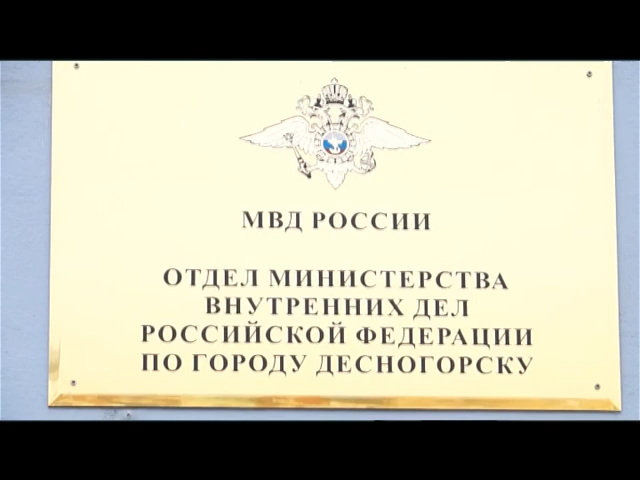 МВД РОССИИ
ОТДЕЛ МИНИСТЕРСТВА
ВНУТРЕННИХ ДЕЛ
РОССИЙСКОЙ ФЕДЕРАЦИИ
ПО ГОРОДУ ДЕСНОГОРСКУ